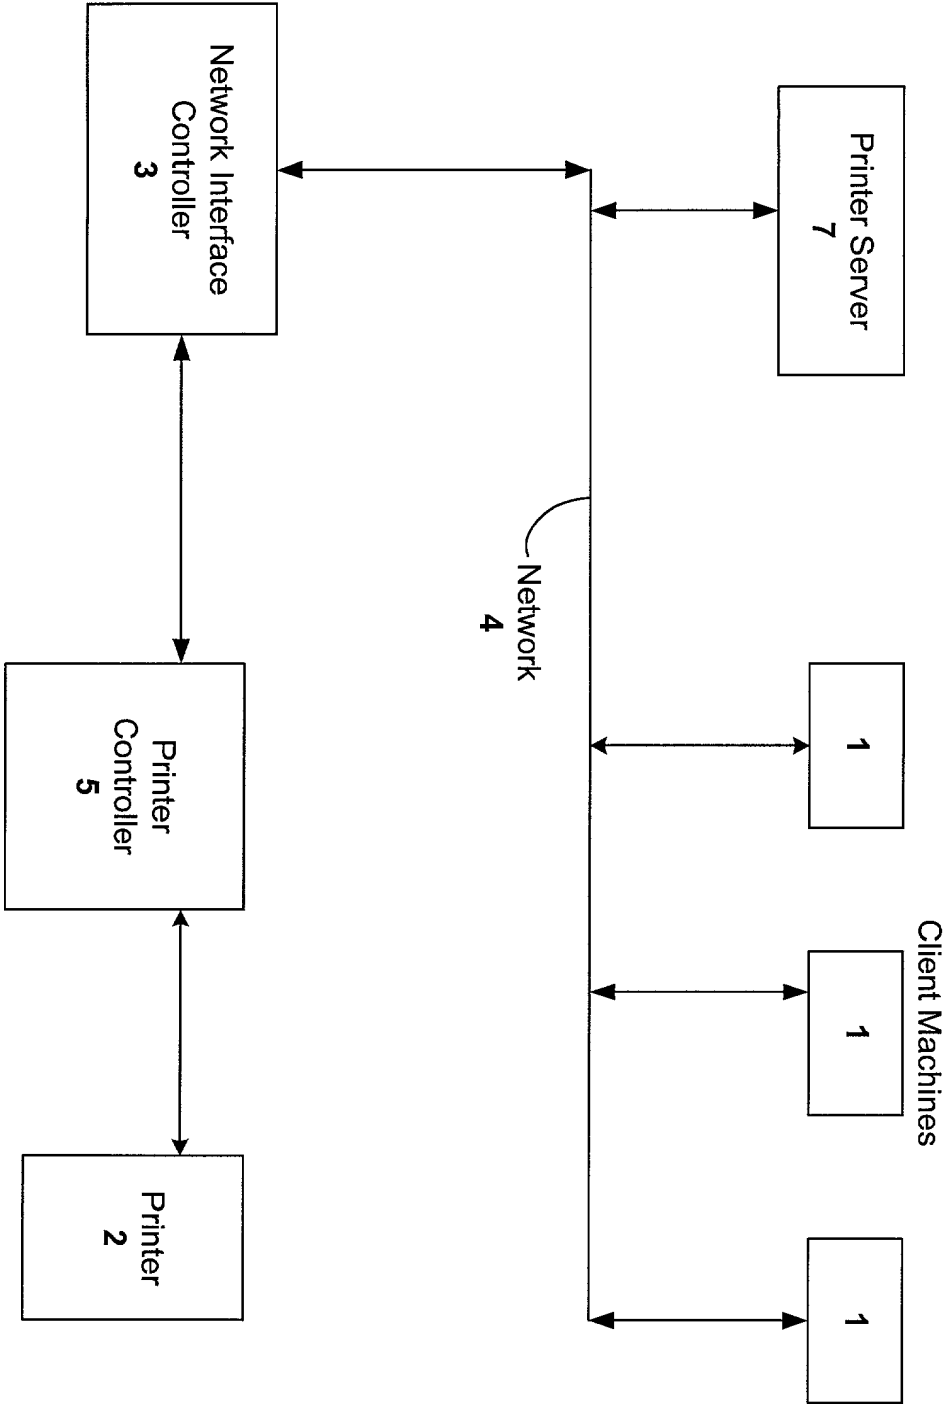 Client Machines
Printer Server
7
1
1
1
Network
4
Network Interface
Controller
3
Printer
Controller
5
Printer
2